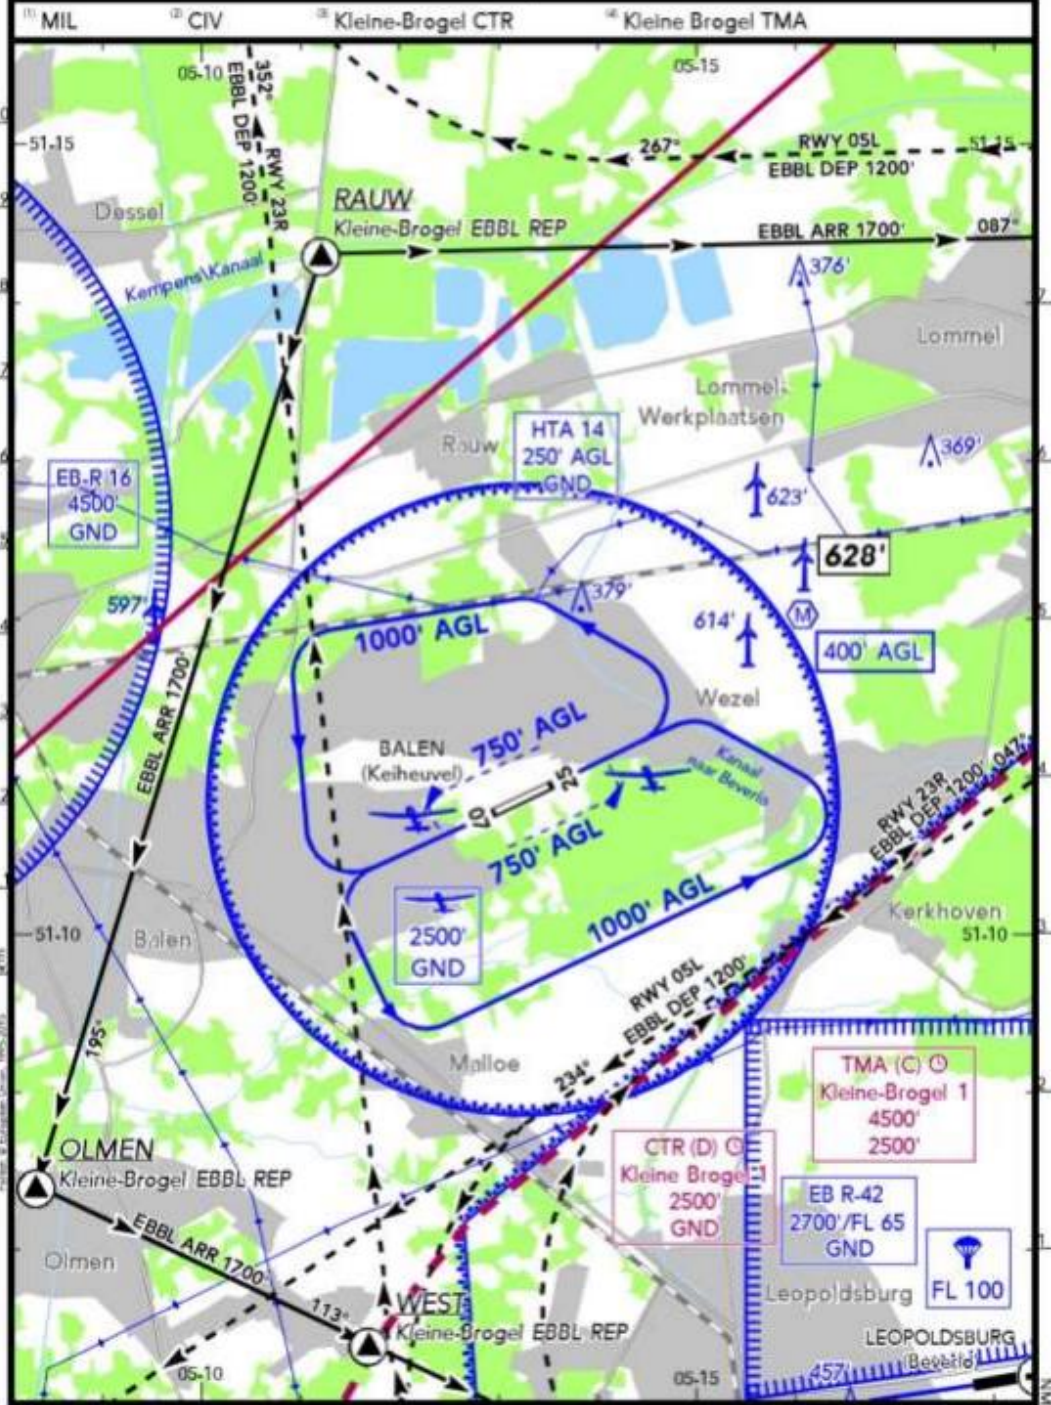 (1) MIL (2) CIV (3) Kleine-Brogel CTR (4) Kleine Brogel TMA
05-10
05-15
352°
EBBL DEP 1200'
RWY 23R
51-15
267°
RWY 05L
EBBL DEP 1200'
51-15
Dessel
RAUW
Kleine-Brogel EBBL REP
EBBL ARR 1700'
087°
Kempens\Kanaal
376'
Lommel
Lommel-
Werkplaatsen
Rauw
HTA 14
250' AGL
GND
369'
EB-R 16
4500'
GND
623'
628'
597'
379'
614'
M
400' AGL
1000' AGL
Wezel
EBBL ARR 1700'
750' AGL
BALEN
(Keiheuvel)
Kanaal
naar Beverlo
25
07
750' AGL
RWY 23R
EBBL DEP 1200'
047°
1000' AGL
Kerkhoven
51-10
51-10
Balen
2500'
GND
RWY 05L
EBBL DEP 1200'
195°
Malloe
234°
TMA (C)
Kleine-Brogel 1
4500'
2500'
CTR (D)
Kleine Brogel 1
2500'
GND
OLMEN
Kleine-Brogel EBBL REP
EB R-42
2700'/FL 65
GND
EBBL ARR 1700'
Olmen
FL 100
113°
WEST
Kleine-Brogel EBBL REP
Leopoldsburg
LEOPOLDSBURG
(Beverlo)
457'
05-10
05-15
NM